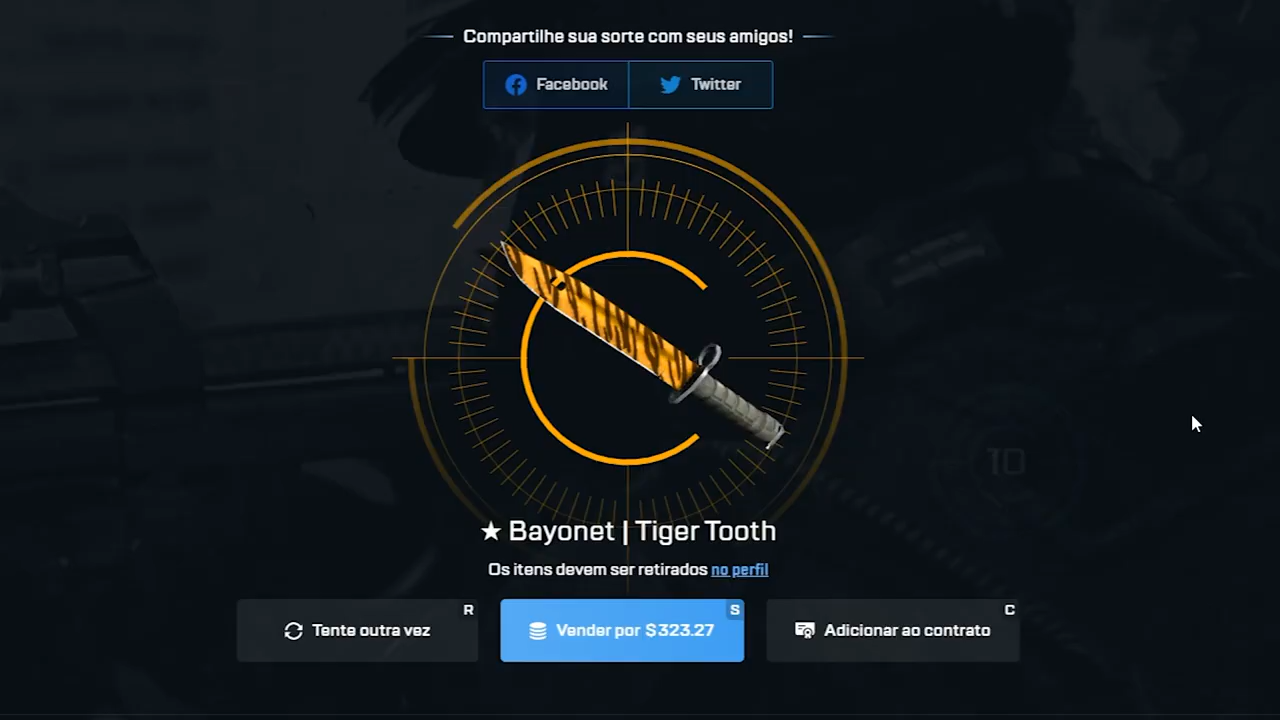 Compartilhe sua sorte com seus amigos!
Facebook
Twitter
10
★ Bayonet | Tiger Tooth
Os itens devem ser retirados no perfil
R
Tente outra vez
S
Vender por $323.27
C
Adicionar ao contrato